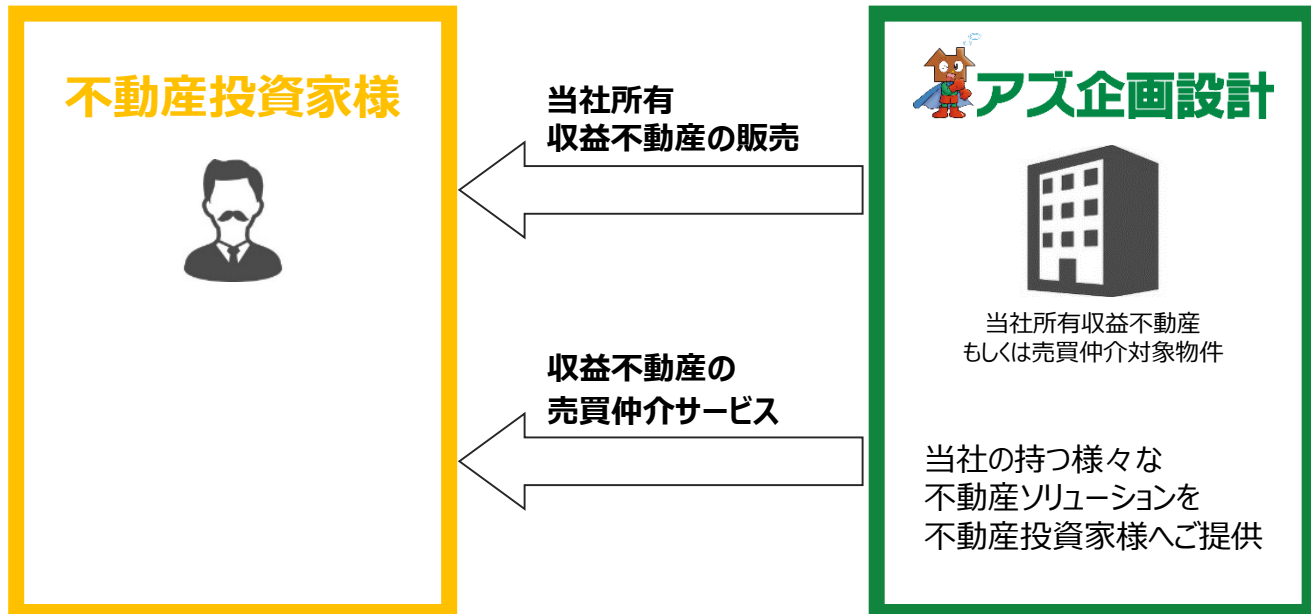 不動産投資家様
当社所有
収益不動産の販売
収益不動産の
売買仲介サービス
アズ企画設計
当社所有収益不動産
もしくは売買仲介対象物件
当社の持つ様々な
不動産ソリューションを
不動産投資家様へご提供